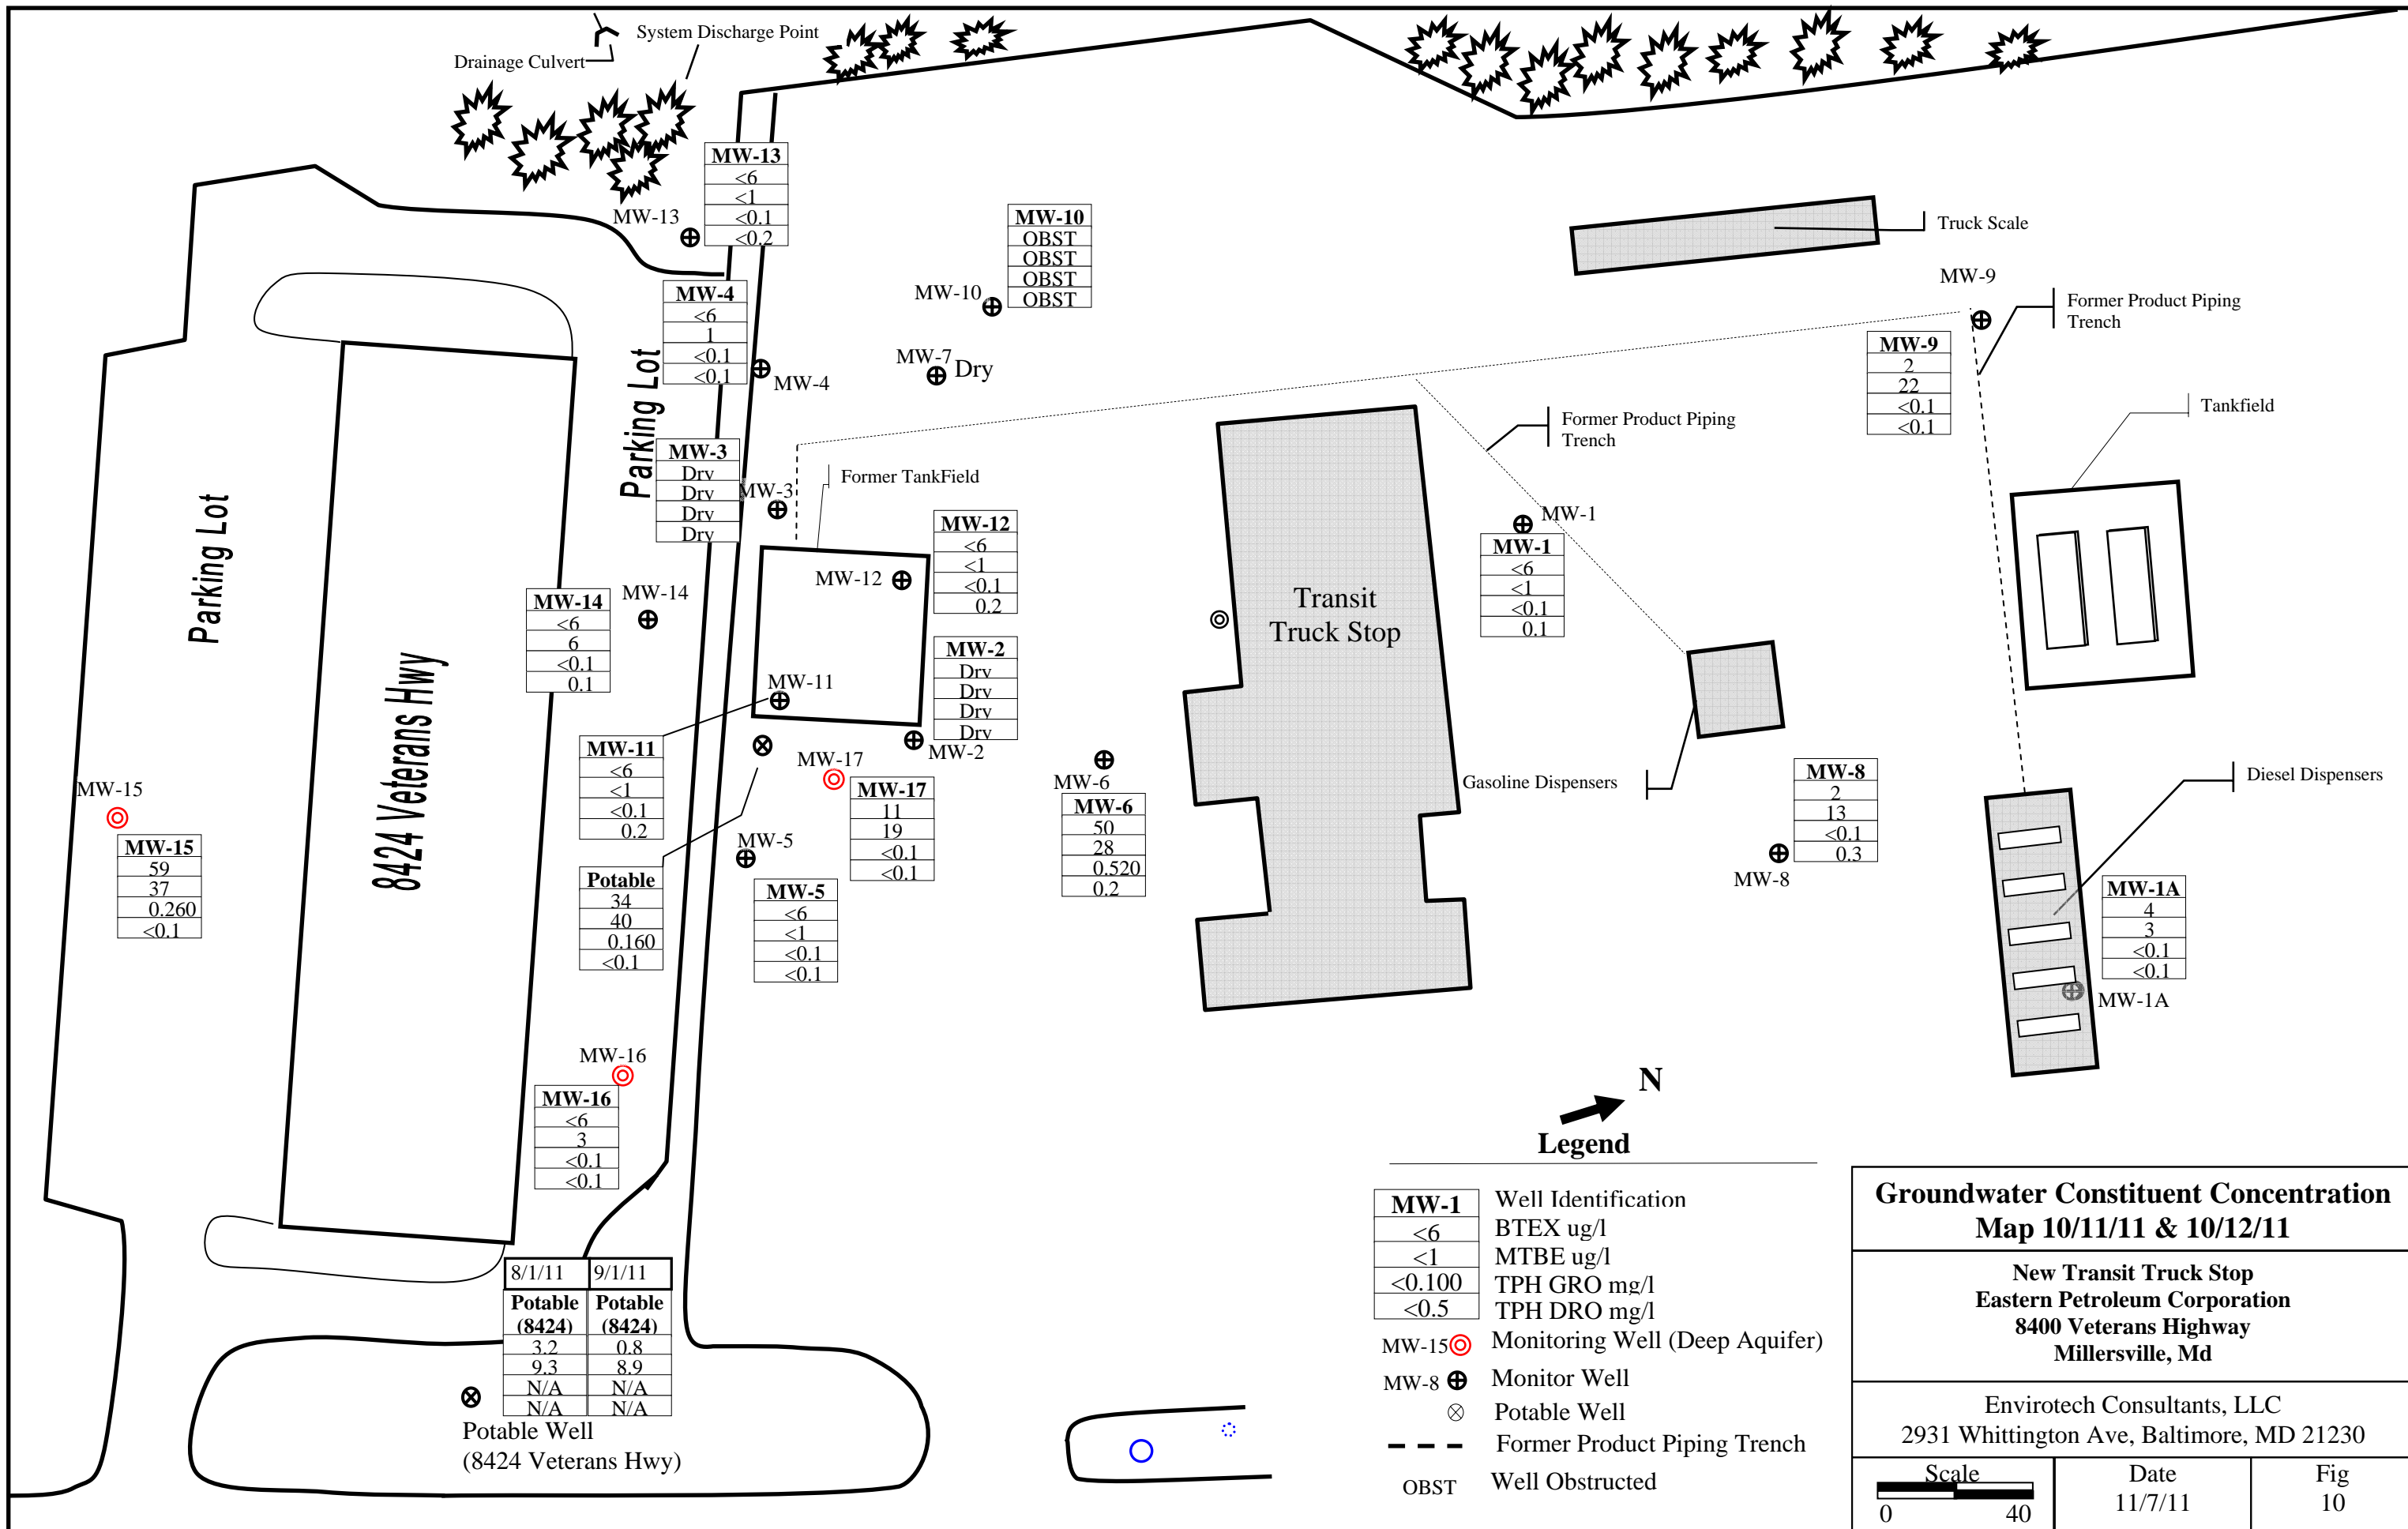 System Discharge Point
Drainage Culvert
MW-13
<6
<1
<0.1
<0.2
MW-13
MW-10
OBST
OBST
OBST
OBST
MW-10
Truck Scale
MW-9
Former Product Piping
Trench
MW-4
<6
1
<0.1
<0.1
MW-4
MW-7
Dry
MW-9
2
22
<0.1
<0.1
Tankfield
Parking Lot
Former Product Piping
Trench
MW-3
Dry
Dry
Dry
Dry
MW-3
Former TankField
Parking Lot
MW-12
<6
<1
<0.1
0.2
MW-12
MW-1
MW-1
<6
<1
<0.1
0.1
Transit
Truck Stop
MW-14
<6
6
<0.1
0.1
MW-14
MW-2
Dry
Dry
Dry
Dry
MW-2
MW-11
MW-11
<6
<1
<0.1
0.2
8424 Veterans Hwy
MW-17
MW-17
11
19
<0.1
<0.1
MW-6
MW-6
50
28
0.520
0.2
Gasoline Dispensers
MW-8
2
13
<0.1
0.3
MW-8
Diesel Dispensers
MW-15
MW-15
59
37
0.260
<0.1
Potable
34
40
0.160
<0.1
MW-5
MW-5
<6
<1
<0.1
<0.1
MW-1A
4
3
<0.1
<0.1
MW-1A
MW-16
MW-16
<6
3
<0.1
<0.1
N
8/1/11 9/1/11
Potable Potable
(8424) (8424)
3.2 0.8
9.3 8.9
N/A N/A
N/A N/A
Potable Well
(8424 Veterans Hwy)
Legend
MW-1 Well Identification
<6 BTEX ug/l
<1 MTBE ug/l
<0.100 TPH GRO mg/l
<0.5 TPH DRO mg/l
MW-15 Monitoring Well (Deep Aquifer)
MW-8 Monitor Well
Potable Well
Former Product Piping Trench
OBST Well Obstructed
Groundwater Constituent Concentration
Map 10/11/11 & 10/12/11
New Transit Truck Stop
Eastern Petroleum Corporation
8400 Veterans Highway
Millersville, Md
Envirotech Consultants, LLC
2931 Whittington Ave, Baltimore, MD 21230
Scale
0 40
Date
11/7/11
Fig
10